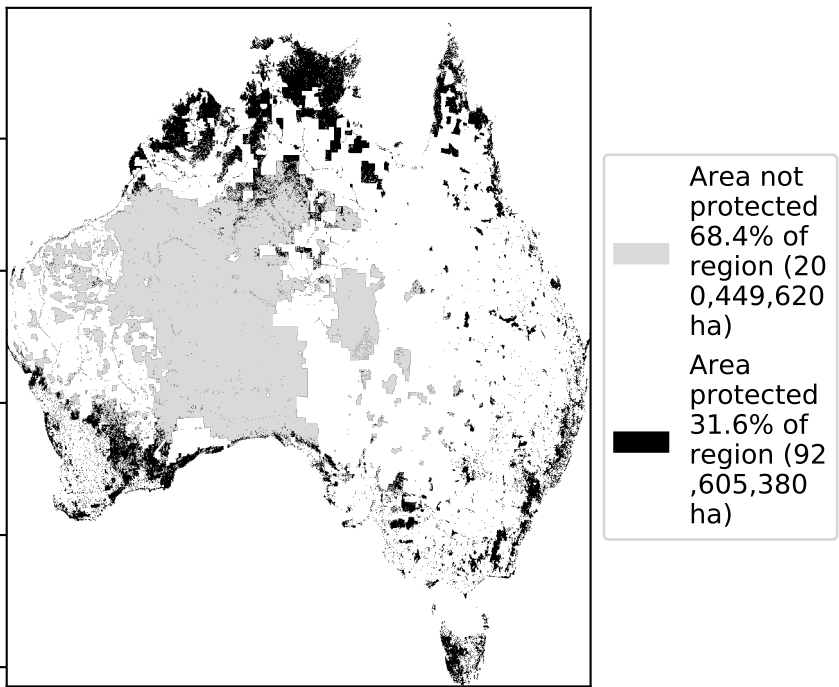 Area not
protected
68.4% of
region (20
0,449,620
ha)
Area
protected
31.6% of
region (92
,605,380
ha)